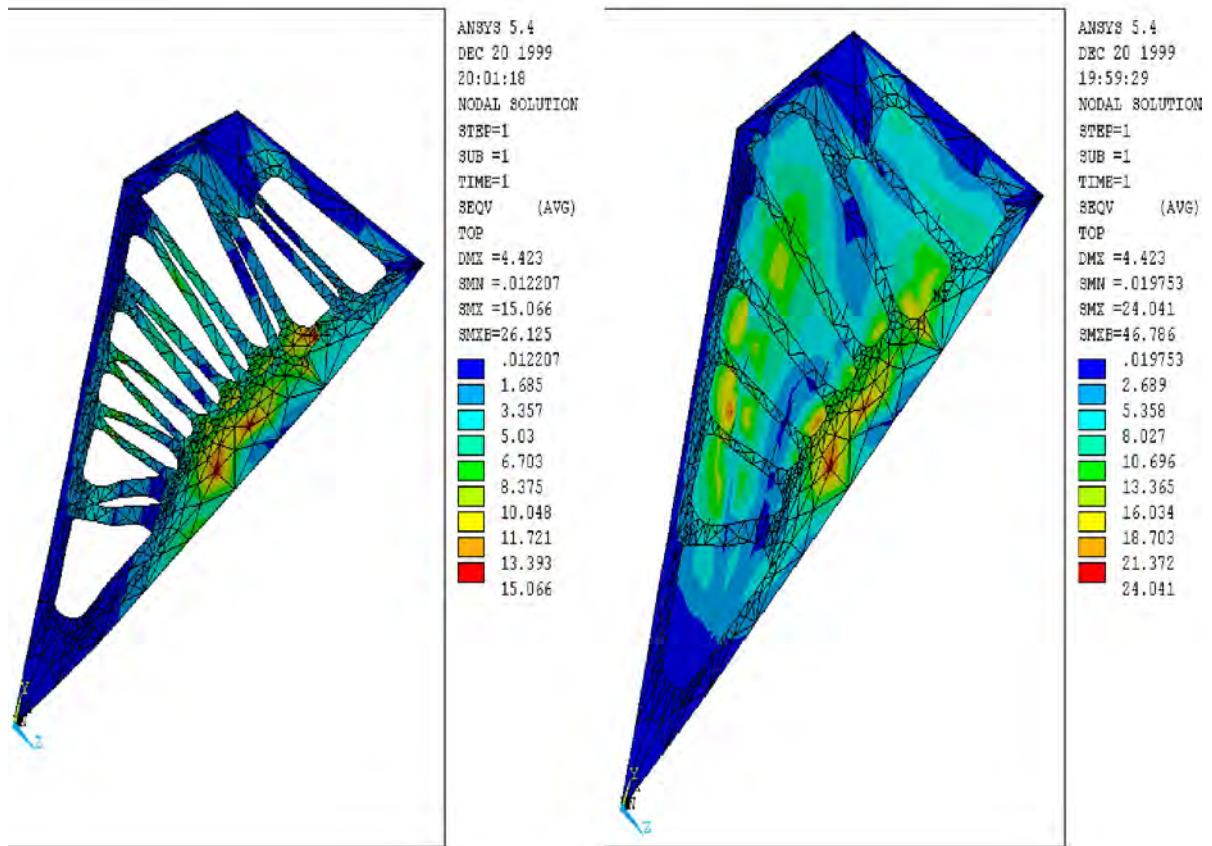 ANSYS 5.4
DEC 20 1999
20:01:18
NODAL SOLUTION
STEP=1
SUB =1
TIME=1
SEQV (AVG)
TOP
DMX =4.423
SMN =.012207
SMX =15.066
SMXB=26.125
.012207
1.685
3.357
5.03
6.703
8.375
10.048
11.721
13.393
15.066
Y
Z
ANSYS 5.4
DEC 20 1999
19:59:29
NODAL SOLUTION
STEP=1
SUB =1
TIME=1
SEQV (AVG)
TOP
DMX =4.423
SMN =.019753
SMX =24.041
SMXB=46.786
.019753
2.689
5.358
8.027
10.696
13.365
16.034
18.703
21.372
24.041
Y
Z